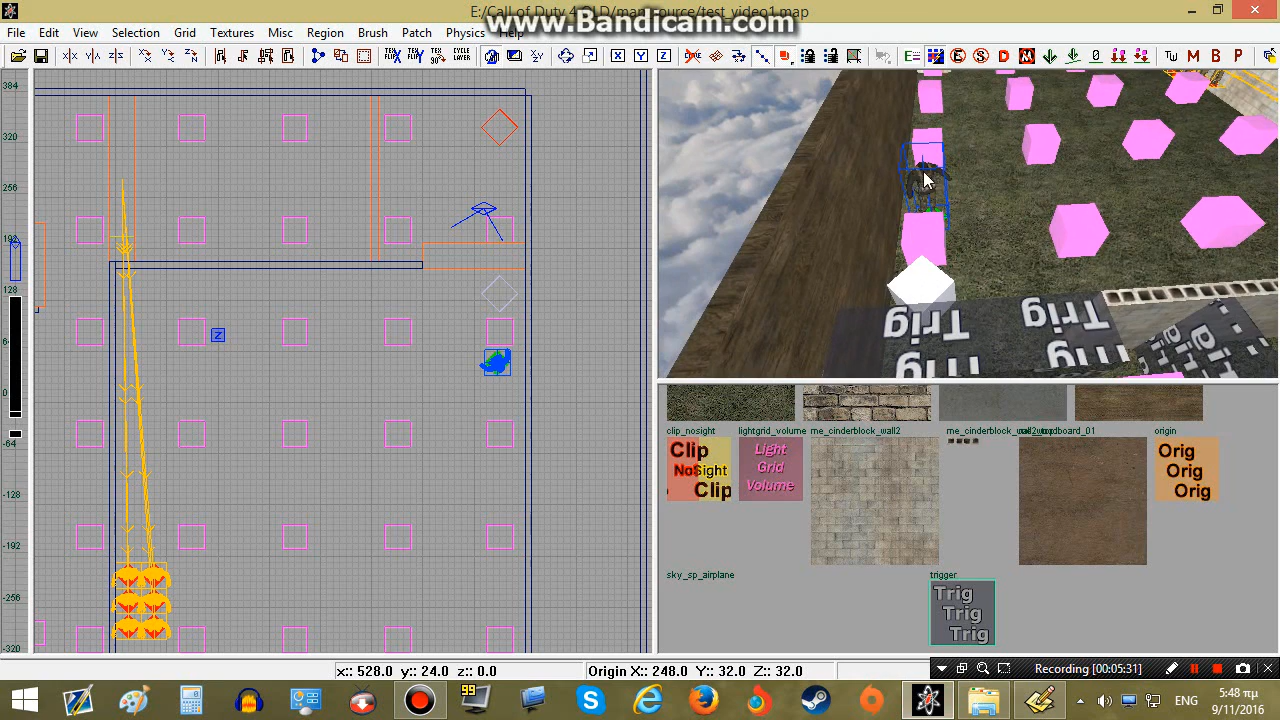 E:/Call of Duty 4 OLD/map_source/test_video1.map
www.Bandicam.com
File Edit View Selection Grid Textures Misc Region Brush Patch Physics Help
384
320
256
128
0
-64
-128
-192
-256
-320
Z
Trig Trig
Trig Trig
clip_nosight lightgrid_volume me_cinderblock_wall2 origin
Clip
NoSight
Clip
Light
Grid
Volume
Orig
Orig
Orig
sky_sp_airplane trigger
Trig
Trig
Trig
x:: 528.0 y:: 24.0 z:: 0.0
Origin X:: 248.0 Y:: 32.0 Z:: 32.0
Recording [00:05:31]
99
ΕΗΛ
5:48 πμ
9/11/2016